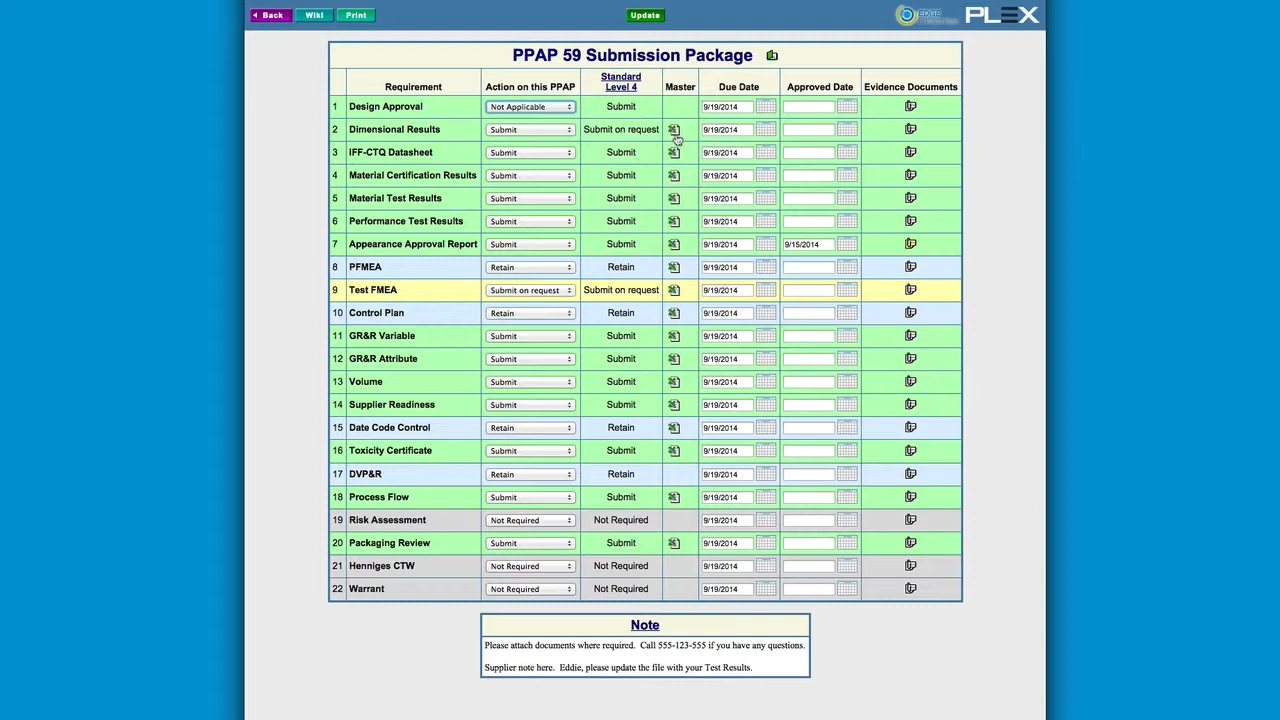 Back Wiki Print Update EDGE PLEX
PPAP 59 Submission Package
Requirement Action on this PPAP Standard Level 4 Master Due Date Approved Date Evidence Documents
1 Design Approval Not Applicable Submit 9/19/2014
2 Dimensional Results Submit Submit on request 9/19/2014
3 IFF-CTQ Datasheet Submit Submit 9/19/2014
4 Material Certification Results Submit Submit 9/19/2014
5 Material Test Results Submit Submit 9/19/2014
6 Performance Test Results Submit Submit 9/19/2014
7 Appearance Approval Report Submit Submit 9/19/2014 9/15/2014
8 PFMEA Retain Retain 9/19/2014
9 Test FMEA Submit on request Submit on request 9/19/2014
10 Control Plan Retain Retain 9/19/2014
11 GR&R Variable Submit Submit 9/19/2014
12 GR&R Attribute Submit Submit 9/19/2014
13 Volume Submit Submit 9/19/2014
14 Supplier Readiness Submit Submit 9/19/2014
15 Date Code Control Retain Retain 9/19/2014
16 Toxicity Certificate Submit Submit 9/19/2014
17 DVP&R Retain Retain 9/19/2014
18 Process Flow Submit Submit 9/19/2014
19 Risk Assessment Not Required Not Required 9/19/2014
20 Packaging Review Submit Submit 9/19/2014
21 Henniges CTW Not Required Not Required 9/19/2014
22 Warrant Not Required Not Required 9/19/2014
Note
Please attach documents where required. Call 555-123-555 if you have any questions.
Supplier note here. Eddie, please update the file with your Test Results.